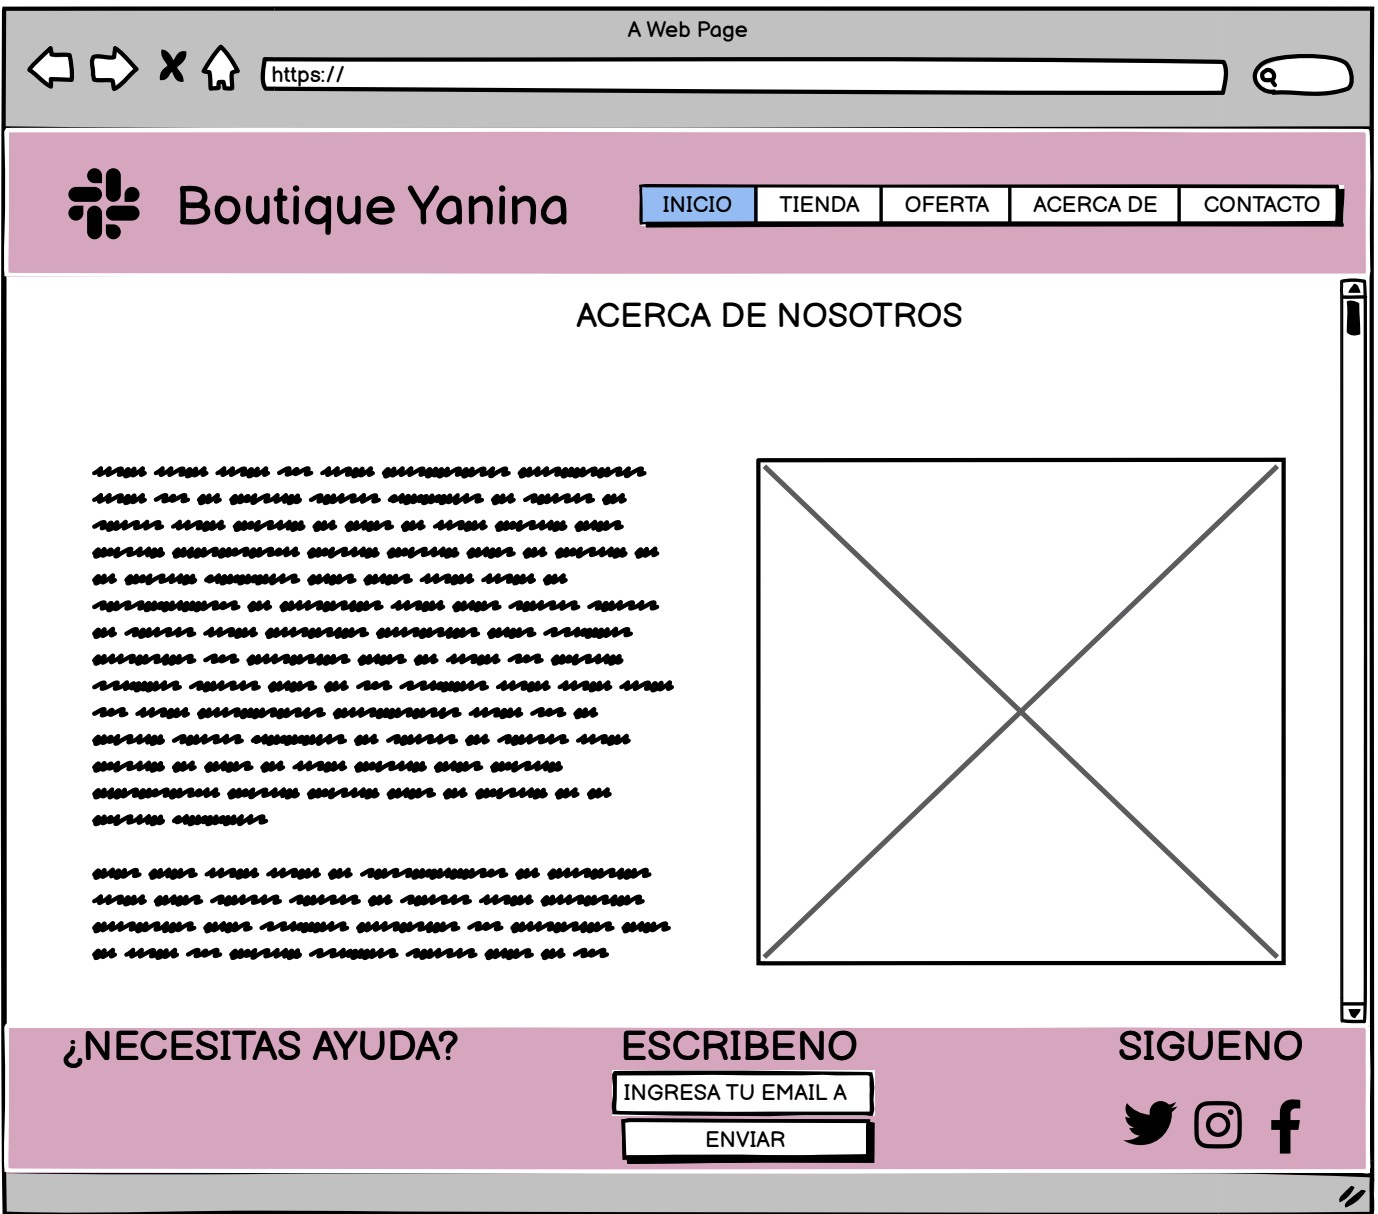 A Web Page
https://
Boutique Yanina
INICIO TIENDA OFERTA ACERCA DE CONTACTO
ACERCA DE NOSOTROS
¿NECESITAS AYUDA?
ESCRIBENO
INGRESA TU EMAIL A
ENVIAR
SIGUENO